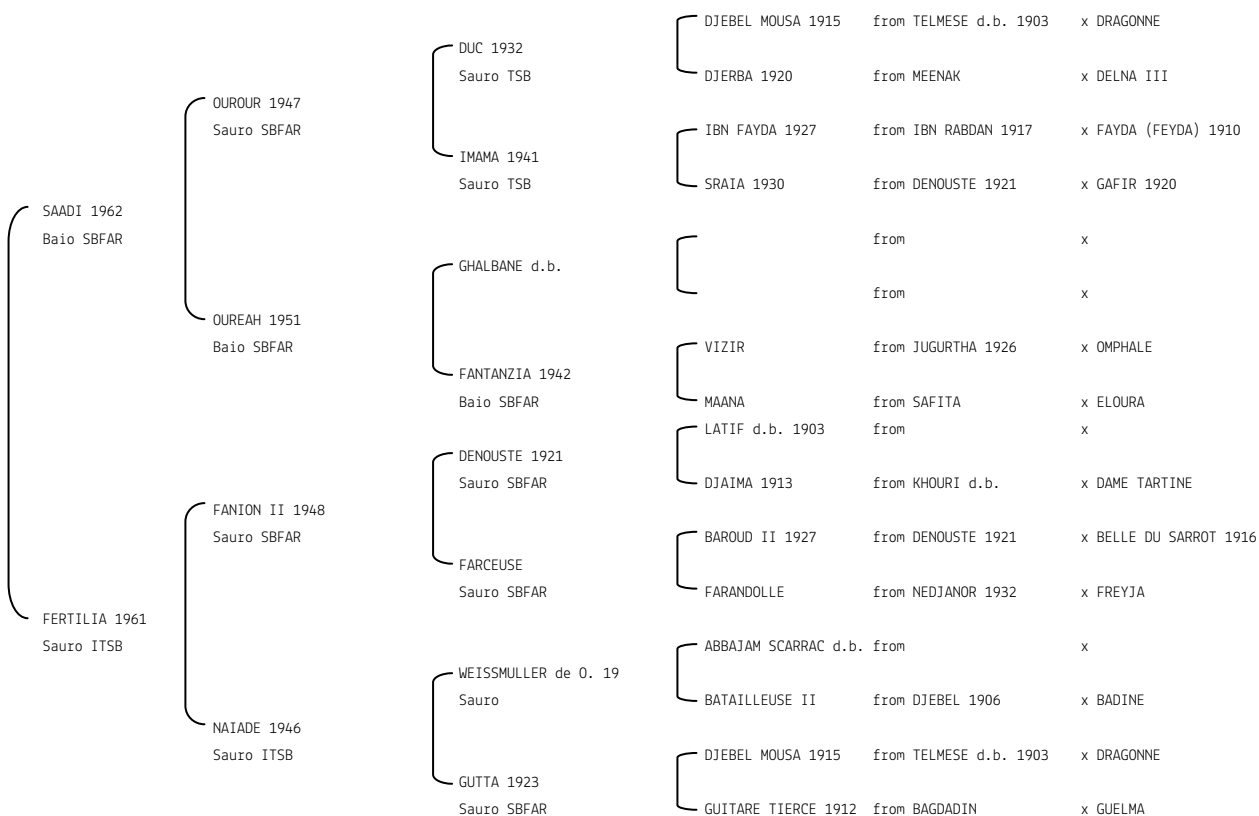 DJEBEL MOUSA 1915 from TELMESE d.b. 1903 x DRAGONNE
DUC 1932
Sauro TSB
DJERBA 1920 from MEENAK x DELNA III
OUROUR 1947
Sauro SBFAR
IBN FAYDA 1927 from IBN RABDAN 1917 x FAYDA (FEYDA) 1910
IMAMA 1941
Sauro TSB
SRAIA 1930 from DENOUSTE 1921 x GAFIR 1920
SAADI 1962
Baio SBFAR
from x
GHALBANE d.b.
from x
OUREAH 1951
Baio SBFAR
VIZIR from JUGURTHA 1926 x OMPHALE
FANTANZIA 1942
Baio SBFAR
MAANA from SAFITA x ELOURA
LATIF d.b. 1903 from x
DENOUSTE 1921
Sauro SBFAR
DJAIMA 1913 from KHOURI d.b. x DAME TARTINE
FANION II 1948
Sauro SBFAR
BAROUD II 1927 from DENOUSTE 1921 x BELLE DU SARROT 1916
FARCEUSE
Sauro SBFAR
FARANDOLLE from NEDJANOR 1932 x FREYJA
FERTILIA 1961
Sauro ITSB
ABBAJAM SCARRAC d.b. from x
WEISSMULLER de O. 19
Sauro
BATAILLEUSE II from DJEBEL 1906 x BADINE
NAIADE 1946
Sauro ITSB
DJEBEL MOUSA 1915 from TELMESE d.b. 1903 x DRAGONNE
GUTTA 1923
Sauro SBFAR
GUITARE TIERCE 1912 from BAGDADIN x GUELMA